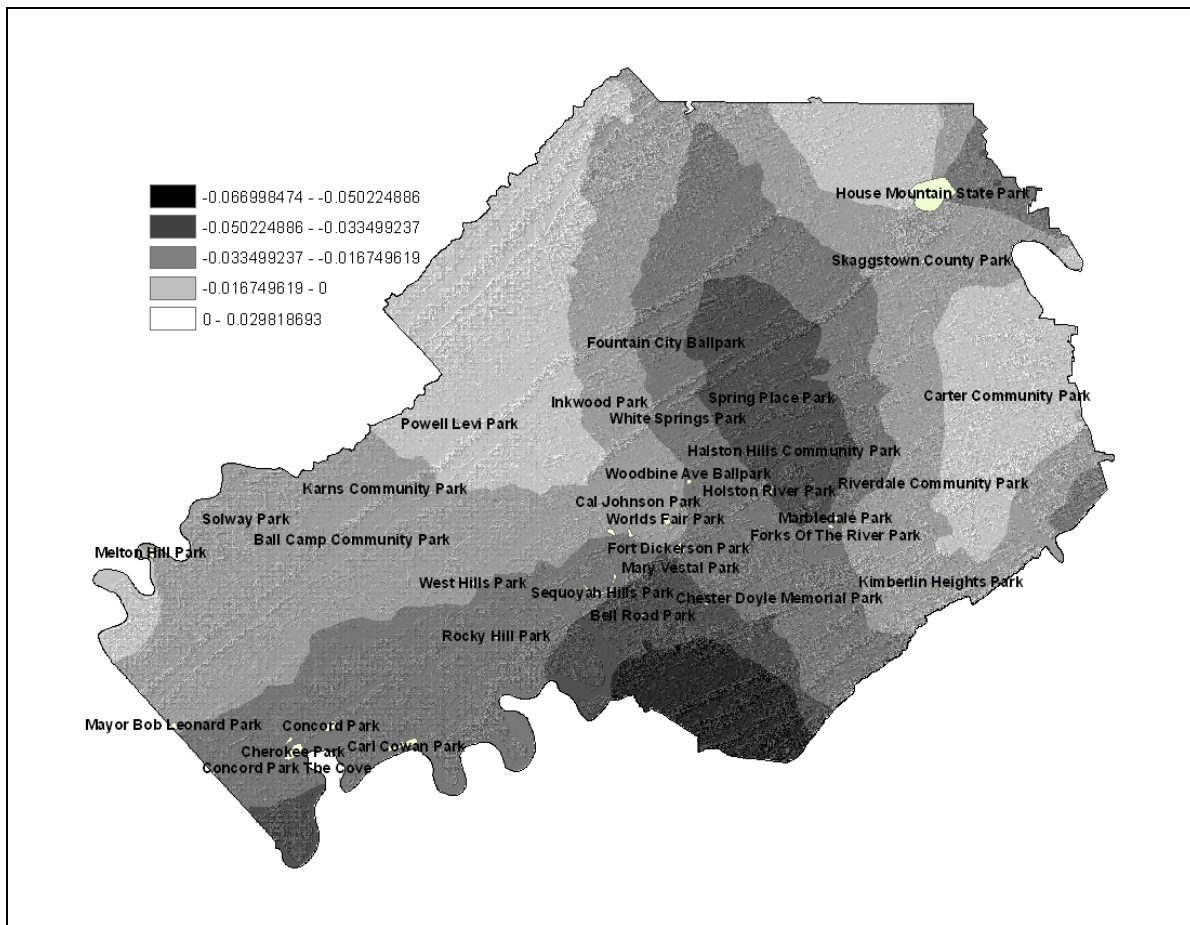 House Mountain State Park
-0.066998474 - -0.050224886
-0.050224886 - -0.033499237
-0.033499237 - -0.016749619
-0.016749619 - 0
0 - 0.029818693
Skaggstown County Park
Fountain City Ballpark
Inkwood Park
Spring Place Park
Carter Community Park
White Springs Park
Powell Levi Park
Halston Hills Community Park
Woodbine Ave Ballpark
Karns Community Park
Holston River Park
Riverdale Community Park
Cal Johnson Park
Solway Park
Worlds Fair Park
Marbledale Park
Ball Camp Community Park
Forks Of The River Park
Melton Hill Park
Fort Dickerson Park
Mary Vestal Park
West Hills Park
Kimberlin Heights Park
Sequoyah Hills Park
Chester Doyle Memorial Park
Bell Road Park
Rocky Hill Park
Mayor Bob Leonard Park
Concord Park
Cherokee Park
Carl Cowan Park
Concord Park The Cove